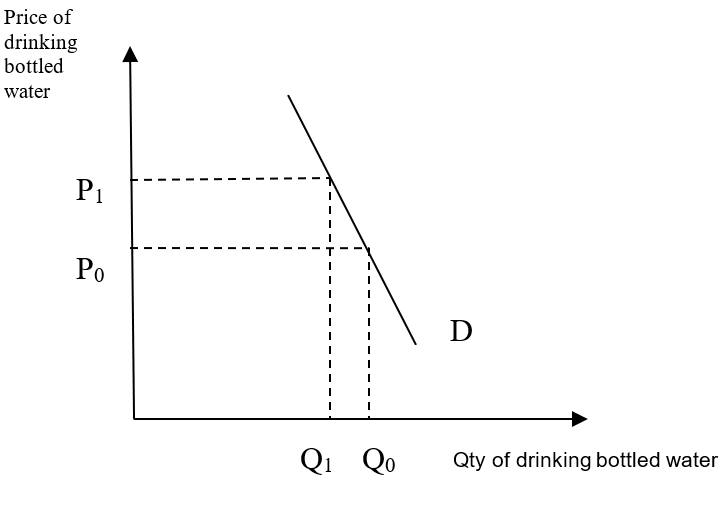 Price of
drinking
bottled
water
P₁
P₀
D
Q₁ Q₀ Qty of drinking bottled water